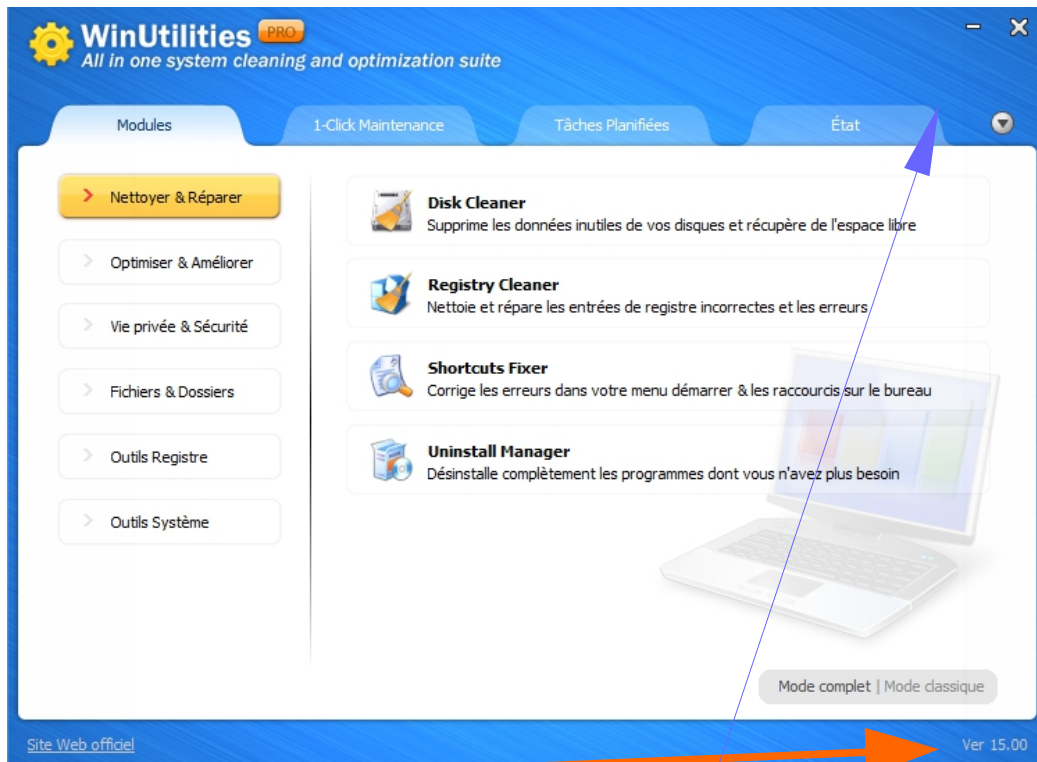 WinUtilities PRO
All in one system cleaning and optimization suite
Modules
1-Click Maintenance
Tâches Planifiées
État
Nettoyer & Réparer
Optimiser & Améliorer
Vie privée & Sécurité
Fichiers & Dossiers
Outils Registre
Outils Système
Disk Cleaner
Supprime les données inutiles de vos disques et récupère de l'espace libre
Registry Cleaner
Nettoie et répare les entrées de registre incorrectes et les erreurs
Shortcuts Fixer
Corrige les erreurs dans votre menu démarrer & les raccourcis sur le bureau
Uninstall Manager
Désinstalle complètement les programmes dont vous n'avez plus besoin
Mode complet | Mode classique
Site Web officiel
Ver 15.00